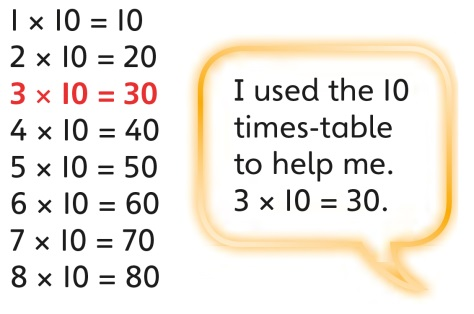 1 × 10 = 10
2 × 10 = 20
3 × 10 = 30
4 × 10 = 40
5 × 10 = 50
6 × 10 = 60
7 × 10 = 70
8 × 10 = 80
I used the 10
times-table
to help me.
3 × 10 = 30.